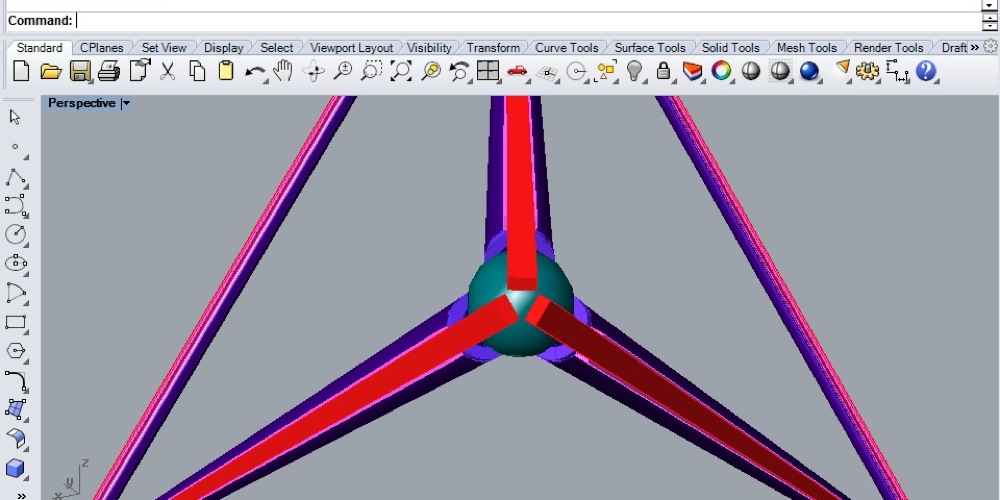 Command:
Standard CPlanes Set View Display Select Viewport Layout Visibility Transform Curve Tools Surface Tools Solid Tools Mesh Tools Render Tools Draft »
Perspective
z
y
x
»